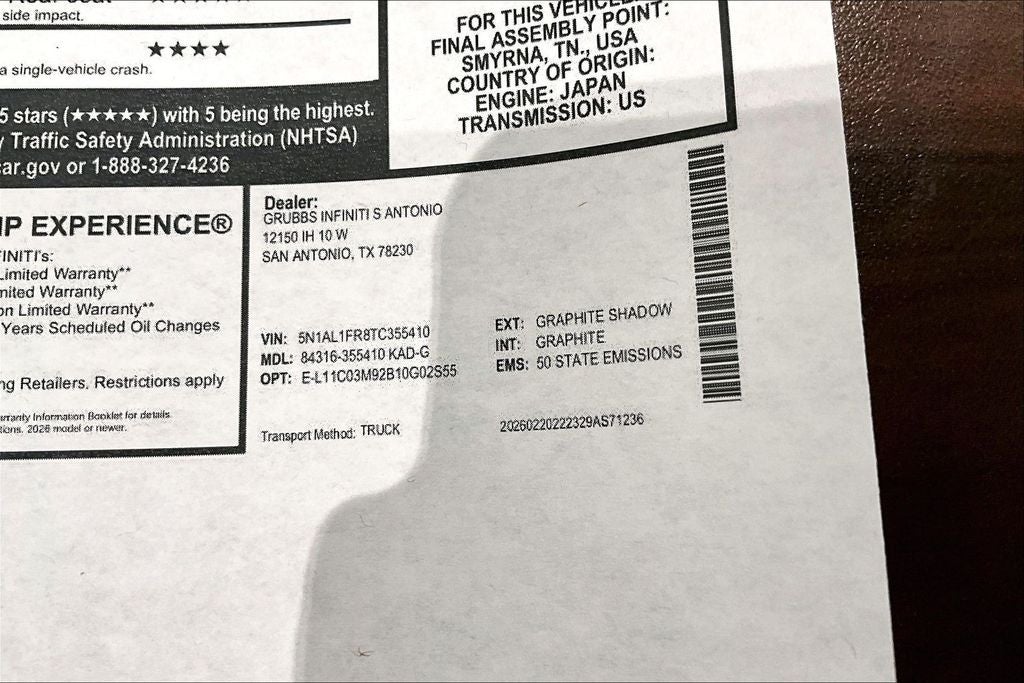 side impact.
★★★★
a single-vehicle crash.
5 stars (★★★★★) with 5 being the highest.
Traffic Safety Administration (NHTSA)
car.gov or 1-888-327-4236
FOR THIS VEHICLE:
FINAL ASSEMBLY POINT:
SMYRNA, TN., USA
COUNTRY OF ORIGIN:
ENGINE: JAPAN
TRANSMISSION: US
IP EXPERIENCE®
FINITI's:
Limited Warranty**
mited Warranty**
on Limited Warranty**
Years Scheduled Oil Changes
ng Retailers. Restrictions apply
arranty Information Booklet for details.
tions. 2026 model or newer.
Dealer:
GRUBBS INFINITI S ANTONIO
12150 IH 10 W
SAN ANTONIO, TX 78230
VIN: 5N1AL1FR8TC355410
MDL: 84316-355410 KAD-G
OPT: E-L11C03M92B10G02S55
Transport Method: TRUCK
EXT: GRAPHITE SHADOW
INT: GRAPHITE
EMS: 50 STATE EMISSIONS
20260220222329AS71236